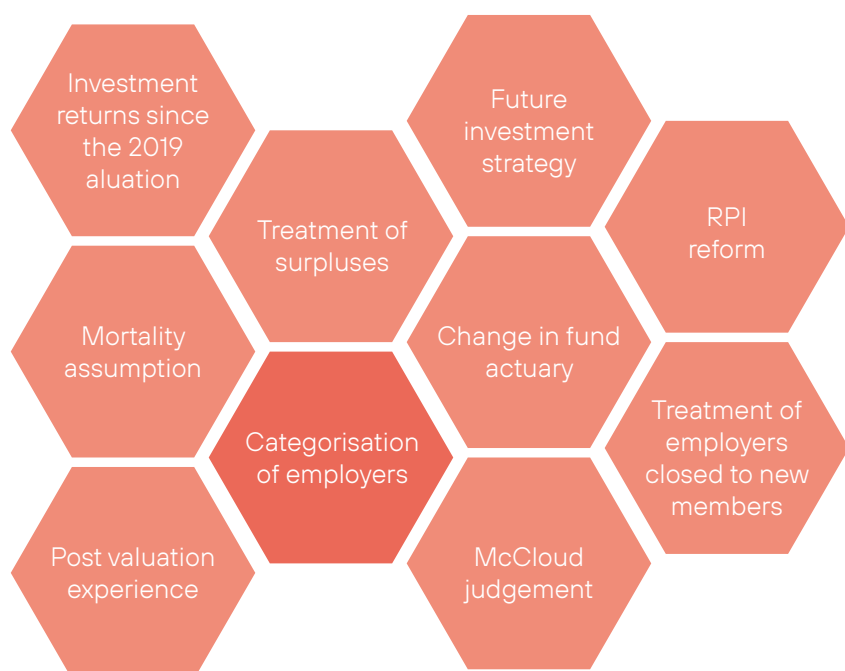 Investment
returns since
the 2019
aluation
Future
investment
strategy
RPI
reform
Treatment of
surpluses
Mortality
assumption
Change in fund
actuary
Categorisation
of employers
Treatment of
employers
closed to new
members
Post valuation
experience
McCloud
judgement